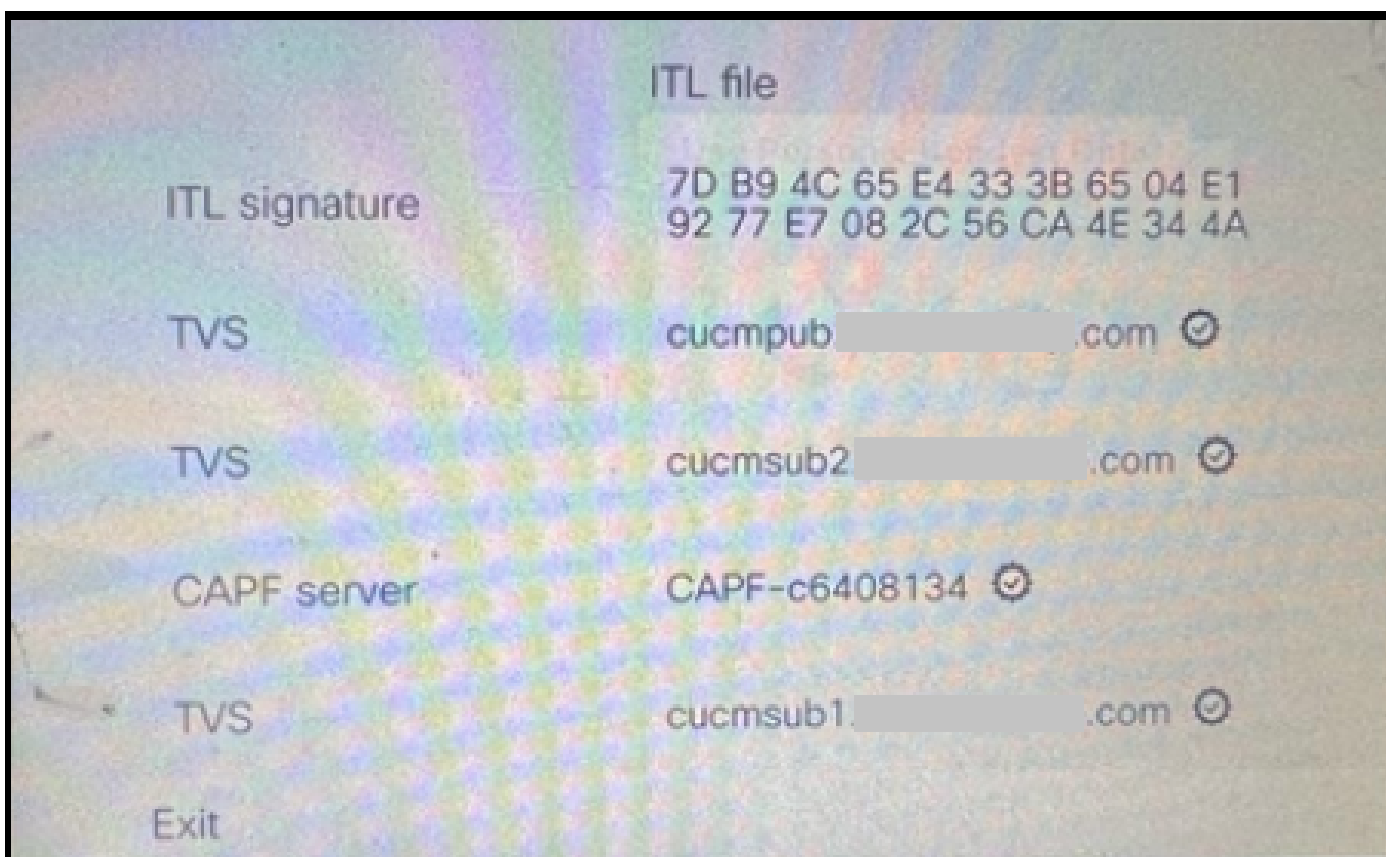 ITL file
ITL signature
7D B9 4C 65 E4 33 3B 65 04 E1
92 77 E7 08 2C 56 CA 4E 34 4A
TVS cucmpub .com
TVS cucmsub2 .com
CAPF server CAPF-c6408134
TVS cucmsub1. .com
Exit